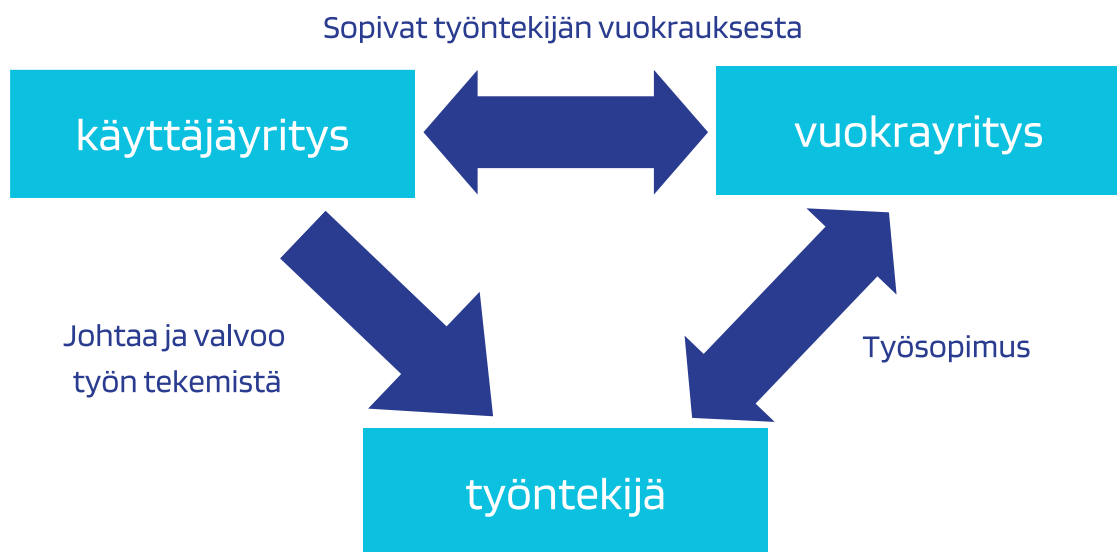 Sopivat työntekijän vuokrauksesta
käyttäjäyritys
vuokrayritys
Johtaa ja valvoo
työn tekemistä
Työsopimus
työntekijä